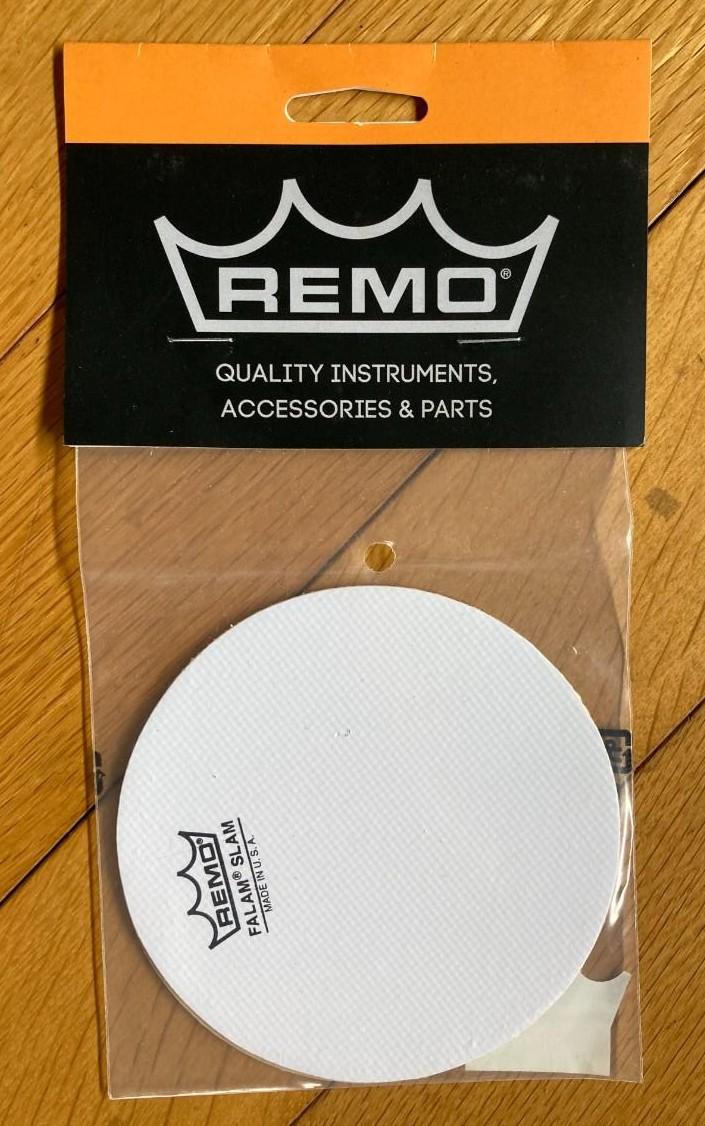 REMO®
QUALITY INSTRUMENTS,
ACCESSORIES & PARTS
REMO®
FALAM® SLAM
MADE IN U.S.A.